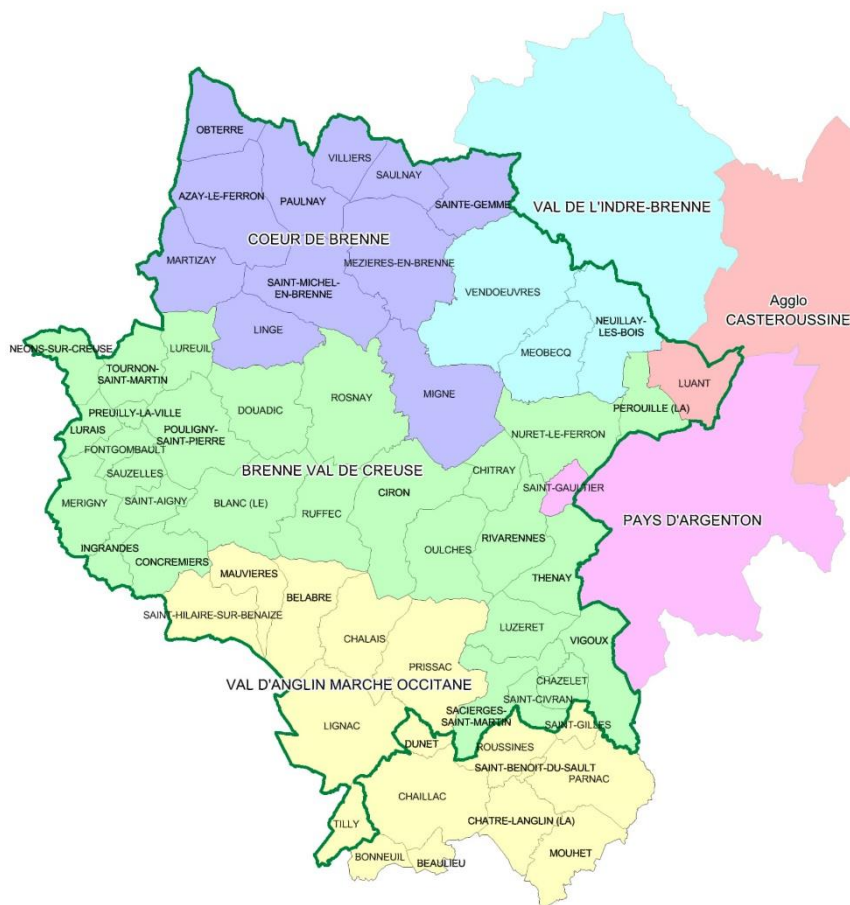 OBTERRE
VILLIERS
SAULNAY
AZAY-LE-FERRON
PAULNAY
SAINTE-GEMME
VAL DE L'INDRE-BRENNE
COEUR DE BRENNE
MARTIZAY
MEZIERES-EN-BRENNE
SAINT-MICHEL-
EN-BRENNE
VENDOEUVRES
Agglo
CASTEROUSSINE
NEUILLAY-
LES-BOIS
LINGE
NEONS-SUR-CREUSE
LUREUIL
MEOBECQ
TOURNON-
SAINT-MARTIN
LUANT
MIGNE
ROSNAY
DOUADIC
PREUILLY-LA-VILLE
PEROUILLE (LA)
LURAIS
POULIGNY-
SAINT-PIERRE
NURET-LE-FERRON
FONTGOMBAULT
BRENNE VAL DE CREUSE
CHITRAY
SAUZELLES
SAINT-GAULTIER
CIRON
MERIGNY
SAINT-AIGNY
BLANC (LE)
RUFFEC
PAYS D'ARGENTON
RIVARENNES
INGRANDES
OULCHES
CONCREMIERS
THENAY
MAUVIERES
BELABRE
SAINT-HILAIRE-SUR-BENAIZE
LUZERET
CHALAIS
VIGOUX
PRISSAC
CHAZELET
VAL D'ANGLIN MARCHE OCCITANE
SAINT-CIVRAN
SACIERGES-
SAINT-MARTIN
LIGNAC
SAINT-GILLES
DUNET
ROUSSINES
SAINT-BENOIT-DU-SAULT
PARNAC
CHAILLAC
TILLY
CHATRE-LANGLIN (LA)
MOUHET
BONNEUIL
BEAULIEU